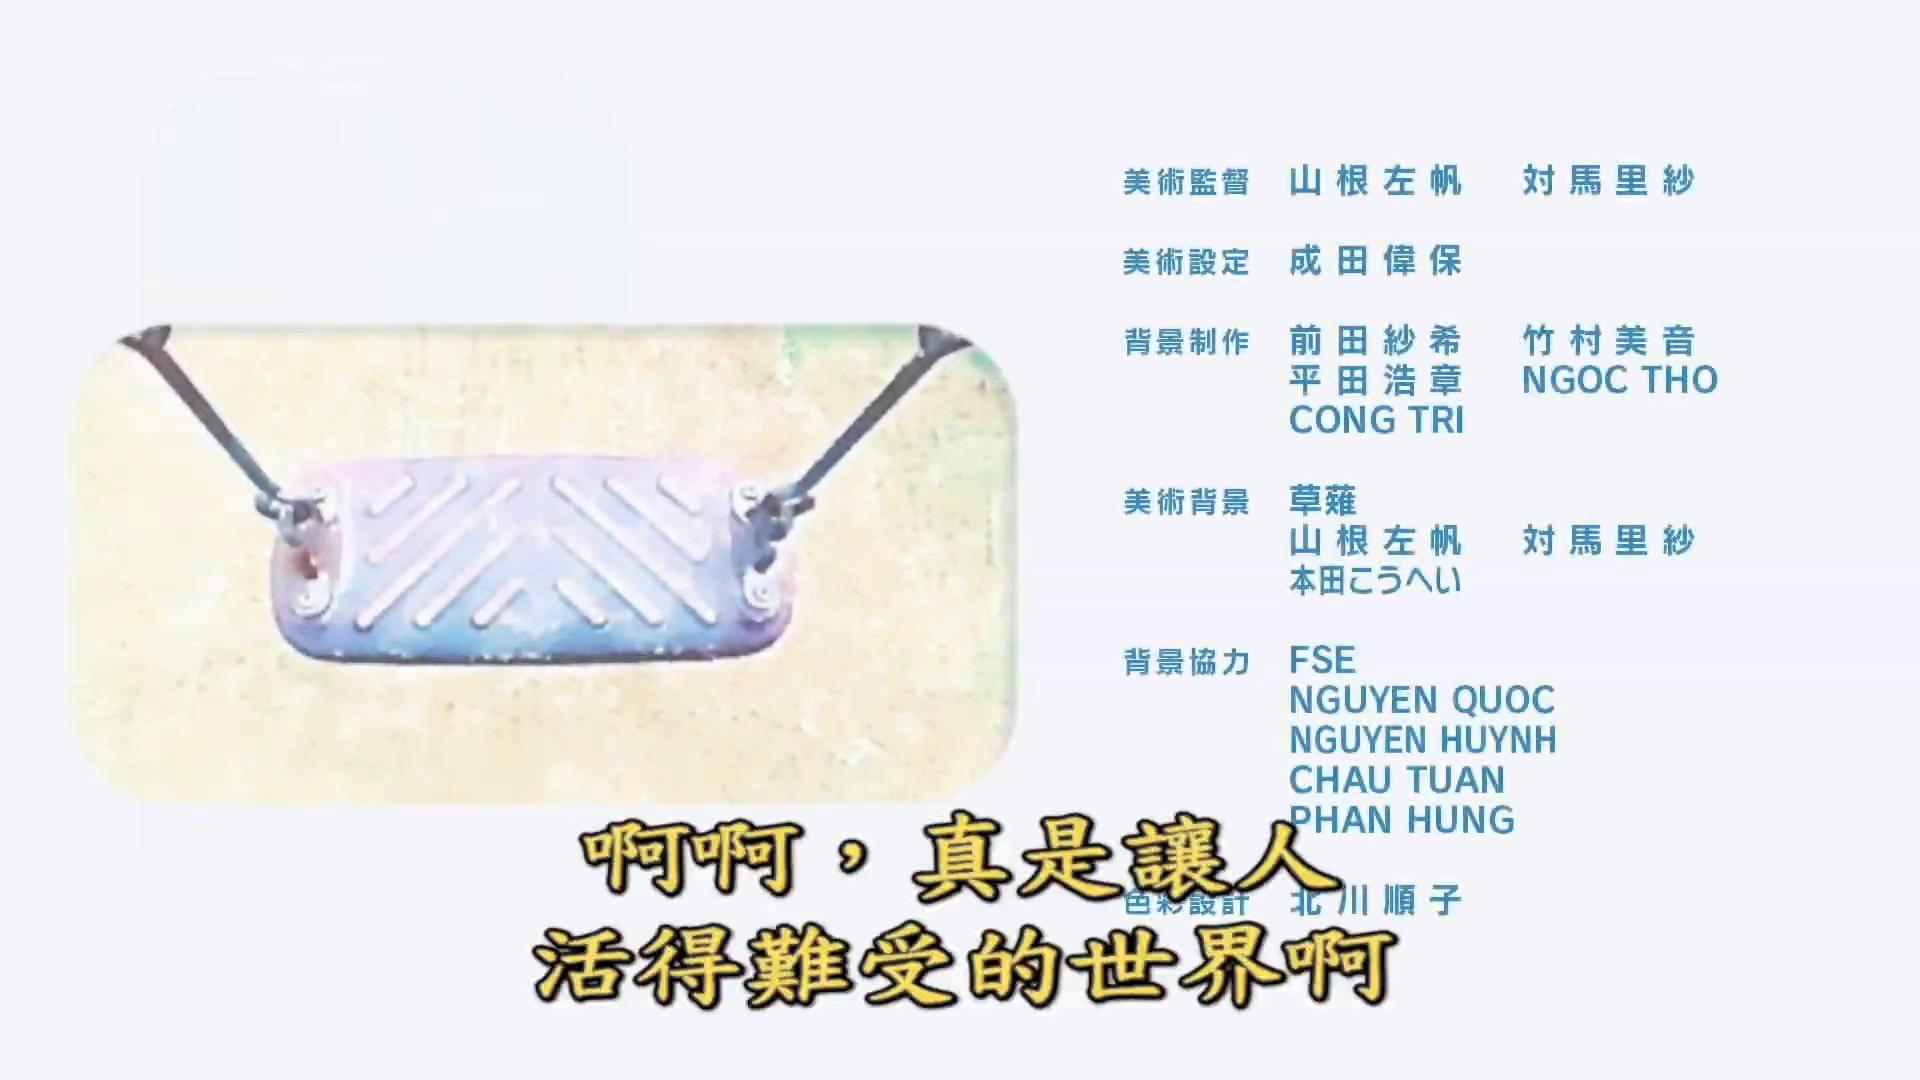 美術監督 山根左帆 対馬里紗
美術設定 成田偉保
背景制作 前田紗希 竹村美音
平田浩章 NGOC THO
CONG TRI
美術背景 草薙
山根左帆 対馬里紗
本田こうへい
背景協力 FSE
NGUYEN QUOC
NGUYEN HUYNH
CHAU TUAN
PHAN HUNG
色彩設計 北川順子
啊啊，真是讓人
活得難受的世界啊